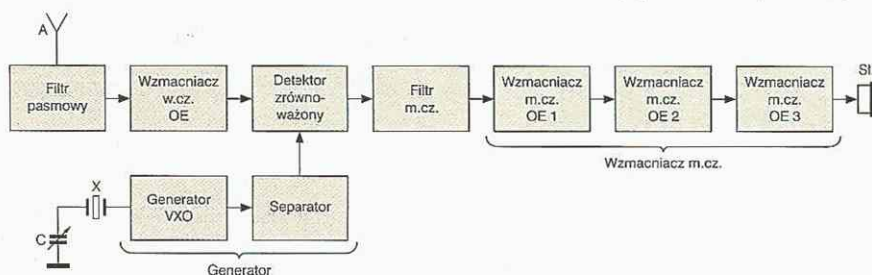 A
Filtr
pasmowy
Wzmacniacz
w.cz.
OE
Detektor
zrówno-
ważony
Filtr
m.cz.
Wzmacniacz
m.cz.
OE 1
Wzmacniacz
m.cz.
OE 2
Wzmacniacz
m.cz.
OE 3
Wzmacniacz m.cz.
X
C
Generator
VXO
Separator
Generator